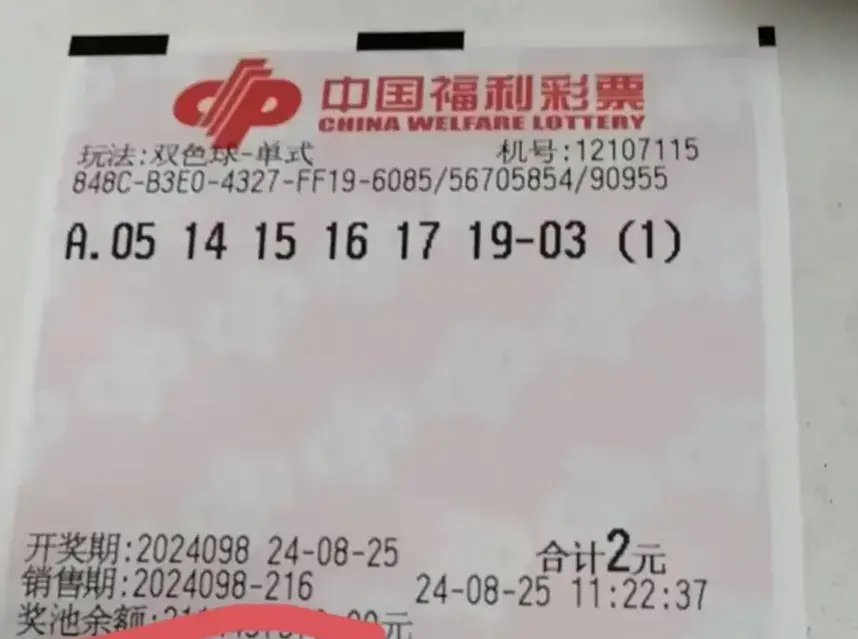 中国福利彩票
CHINA WELFARE LOTTERY
玩法:双色球-单式 机号:12107115
848C-B3E0-4327-FF19-6085/56705854/90955
A.05 14 15 16 17 19-03 (1)
开奖期:2024098 24-08-25 合计2元
销售期:2024098-216 24-08-25 11:22:37
奖池余额: 元